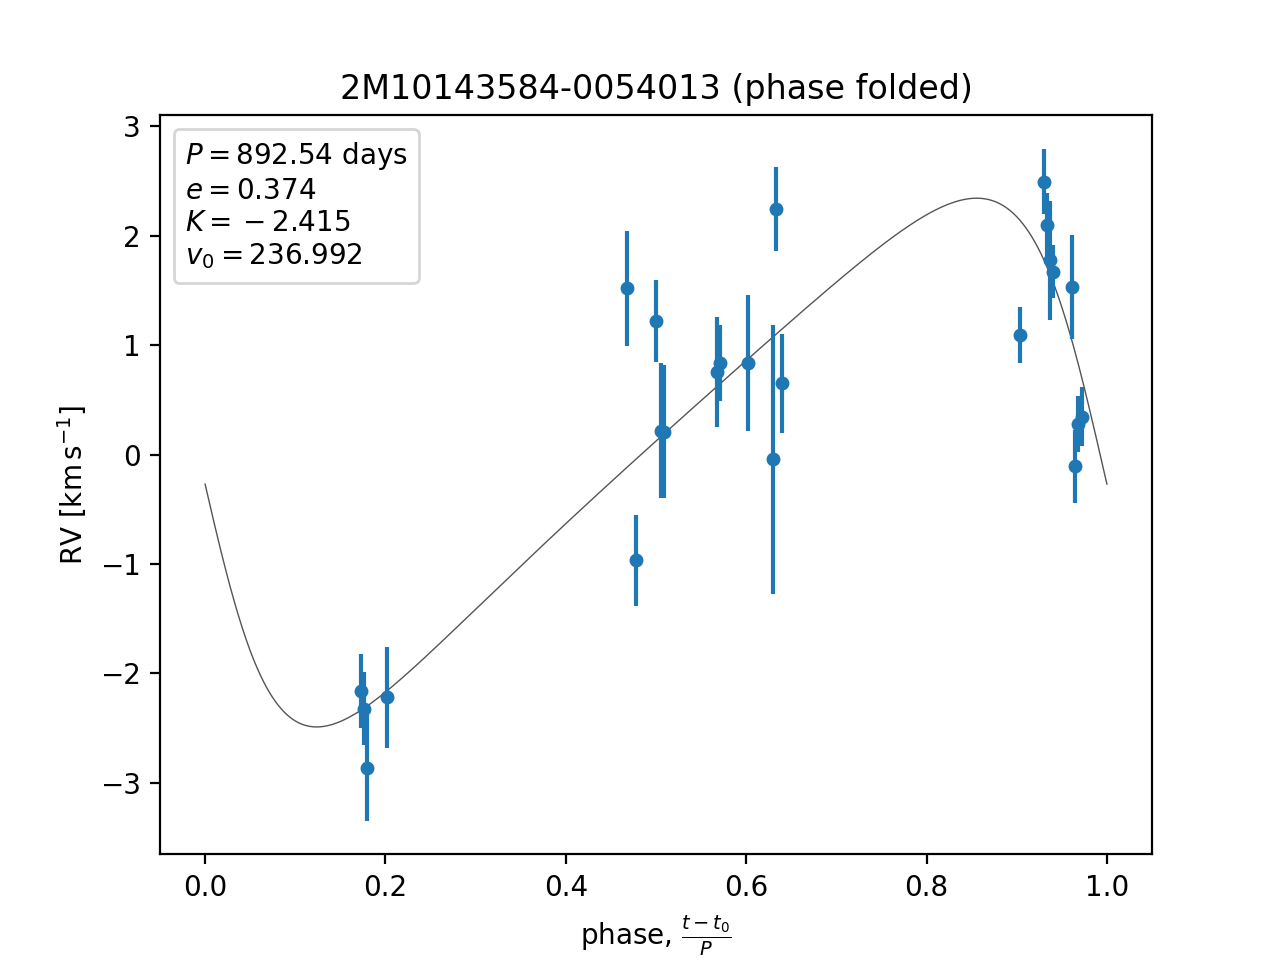 2M10143584-0054013 (phase folded)
P = 892.54 days
e = 0.374
K = −2.415
v₀ = 236.992
3
2
1
0
−1
−2
−3
RV [km s⁻¹]
0.0 0.2 0.4 0.6 0.8 1.0
phase, (t − t₀)/P